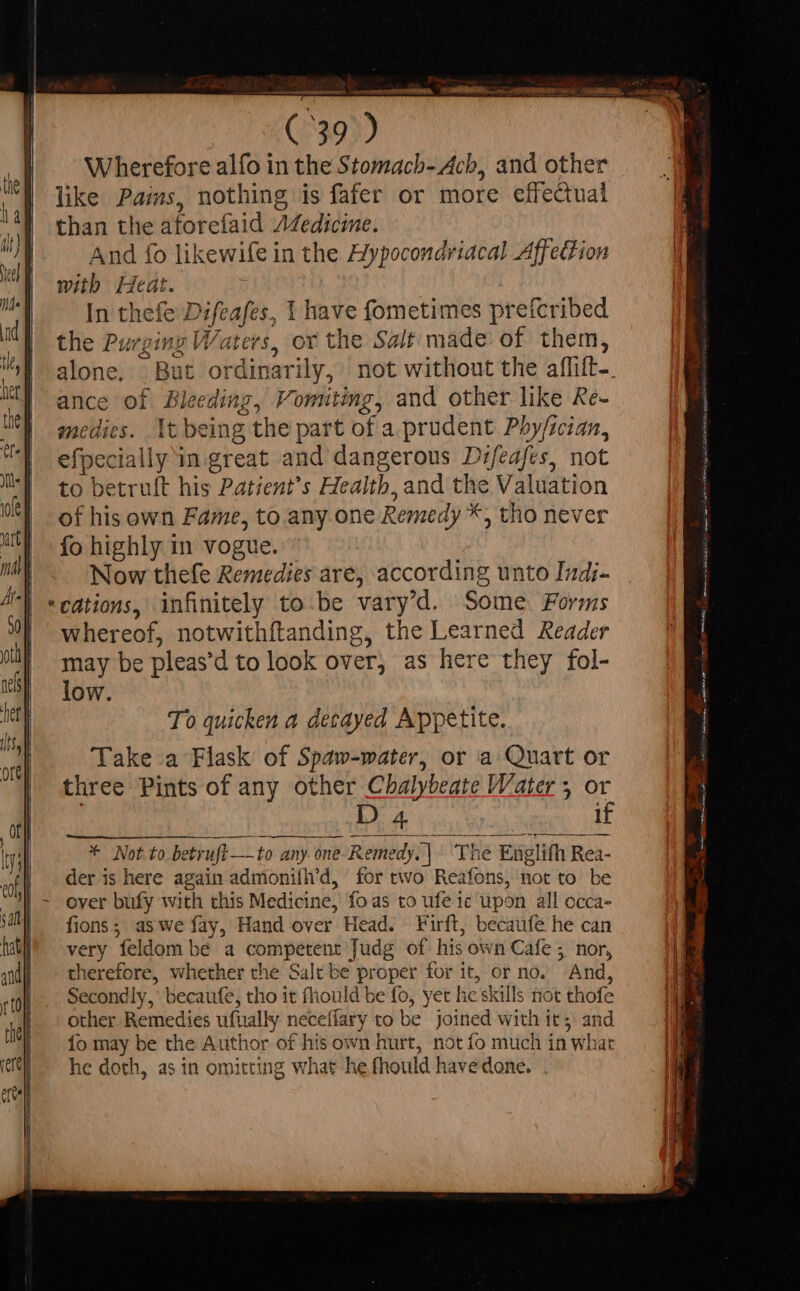 ( 39 )
Wherefore alſo in the Stomach-Ach, and other
like Pains, nothing is ſafer or more effectual
than the aforeſaid Medicine.
And ſo likewiſe in the Hypocondriacal Affection
with Heat.
In theſe Diſeaſes, I have ſometimes preſcribed
the Purging Waters, or the Salt made of them,
alone. But ordinarily, not without the aſſiſt-
ance of Bleeding, Vomiting, and other like Re-
medies. It being the part of a prudent Phyſician,
eſpecially in great and dangerous Diſeaſes, not
to betruſt his Patient's Health, and the Valuation
of his own Fame, to any one Remedy *, tho never
ſo highly in vogue.
Now theſe Remedies are, according unto Indi-
cations, infinitely to be vary'd. Some Forms
whereof, notwithſtanding, the Learned Reader
may be pleas'd to look over, as here they fol-
low.
To quicken a decayed Appetite.
Take a Flask of Spaw-water, or a Quart or
three Pints of any other Chalybeate Water ; or
D 4 if
* Not to betruſt—to any one Remedy.] The Engliſh Rea-
der is here again admoniſh'd, for two Reaſons, not to be
over buſy with this Medicine, ſo as to uſe it upon all occa-
ſions ; as we ſay, Hand over Head. Firſt, becauſe he can
very ſeldom be a competent Judg of his own Caſe ; nor,
therefore, whether the Salt be proper for it, or no. And,
Secondly, becauſe, tho it ſhould be ſo, yet he skills not thoſe
other Remedies uſually neceſſary to be joined with it ; and
ſo may be the Author of his own hurt, not ſo much in what
he doth, as in omitting what he ſhould have done.